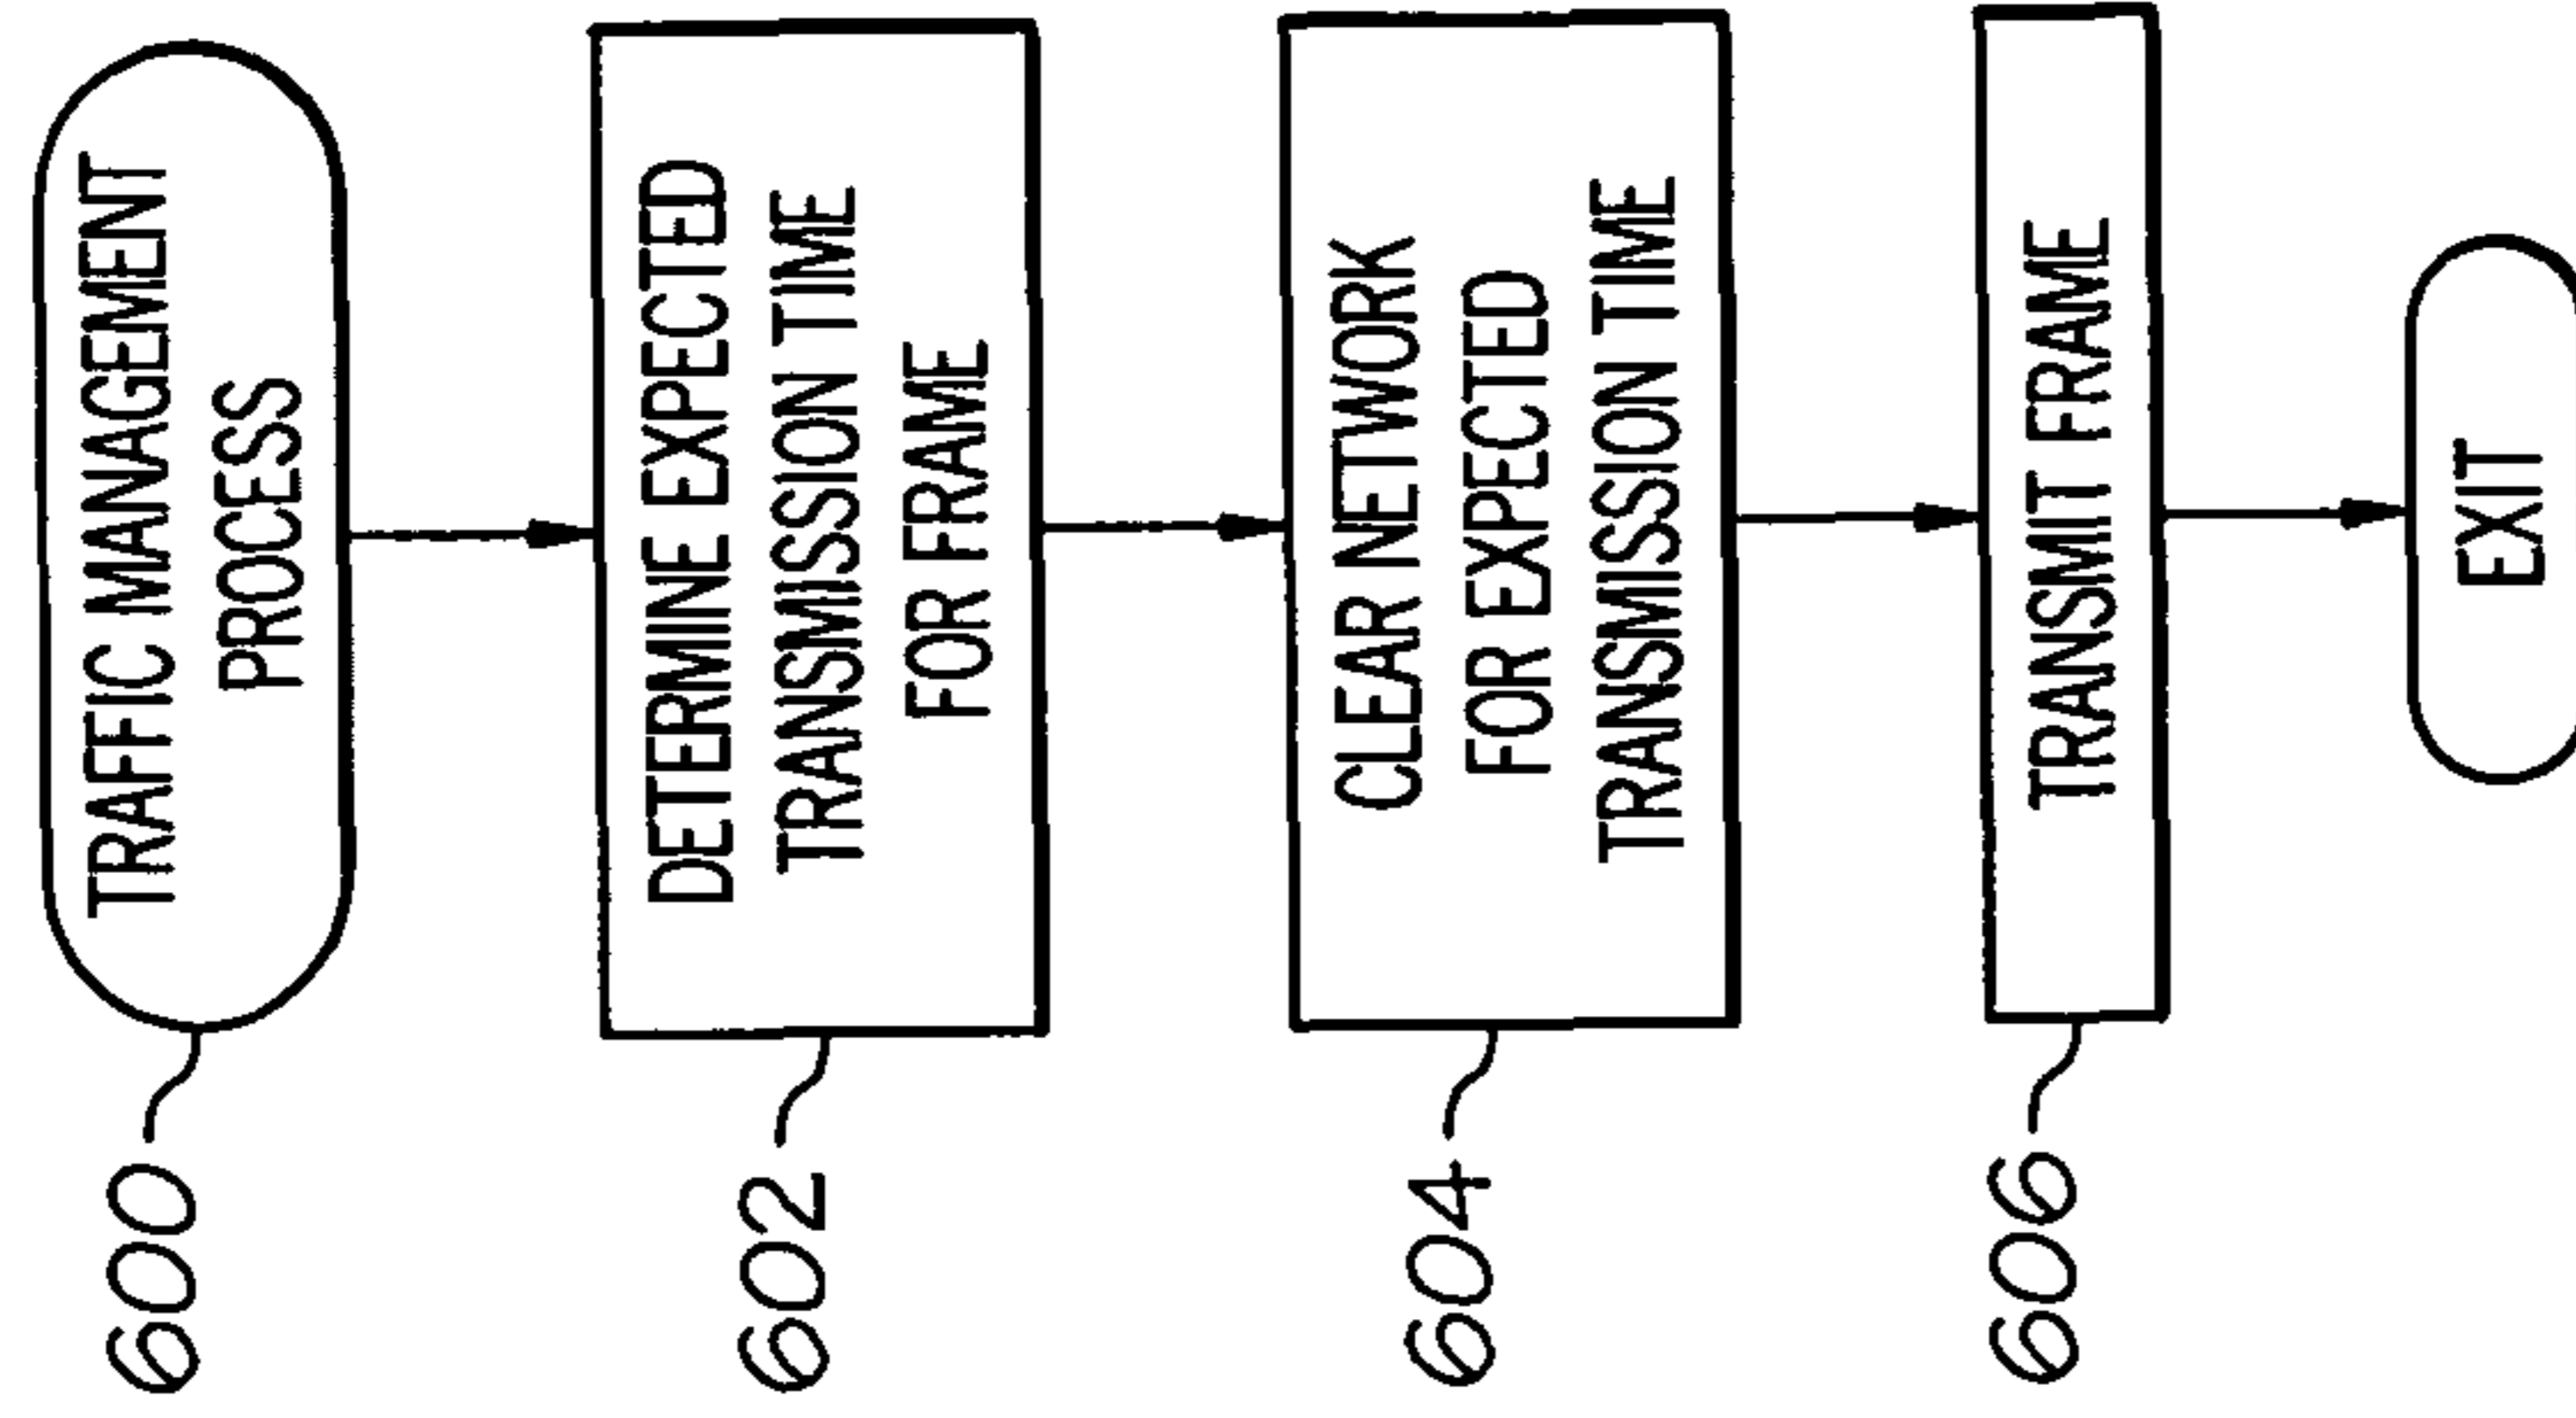 TRAFFIC MANAGEMENT
PROCESS
600
DETERMINE EXPECTED
TRANSMISSION TIME
FOR FRAME
602
CLEAR NETWORK
FOR EXPECTED
TRANSMISSION TIME
604
TRANSMIT FRAME
606
EXIT